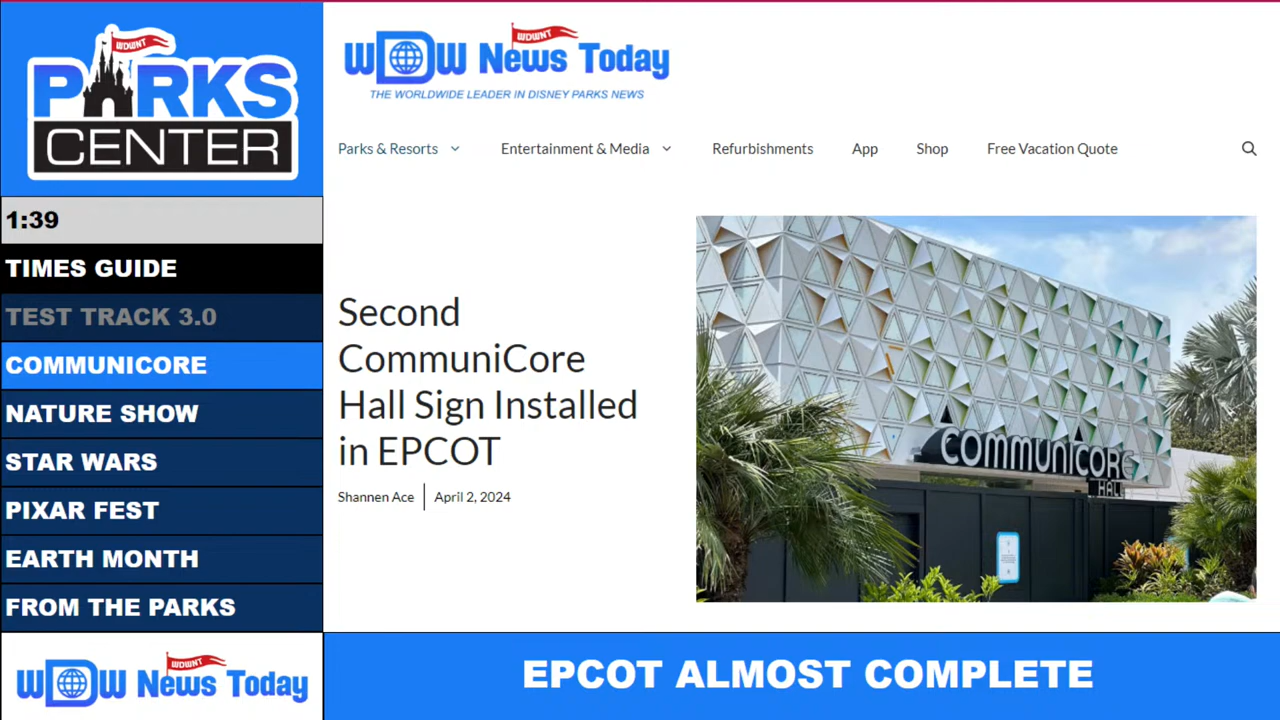 WDWNT
PARKS
CENTER
1:39
TIMES GUIDE
TEST TRACK 3.0
COMMUNICORE
NATURE SHOW
STAR WARS
PIXAR FEST
EARTH MONTH
FROM THE PARKS
WDWNT
WDW News Today
WDWNT
WDW News Today
THE WORLDWIDE LEADER IN DISNEY PARKS NEWS
Parks & Resorts Entertainment & Media Refurbishments App Shop Free Vacation Quote
Second
CommuniCore
Hall Sign Installed
in EPCOT
Shannen Ace April 2, 2024
COMMUNICORE
HALL
EPCOT ALMOST COMPLETE